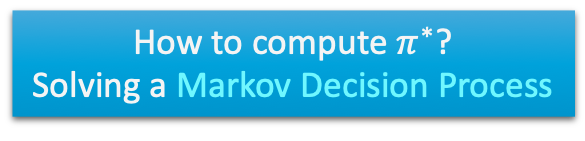 How to compute 𝜋*?
Solving a Markov Decision Process